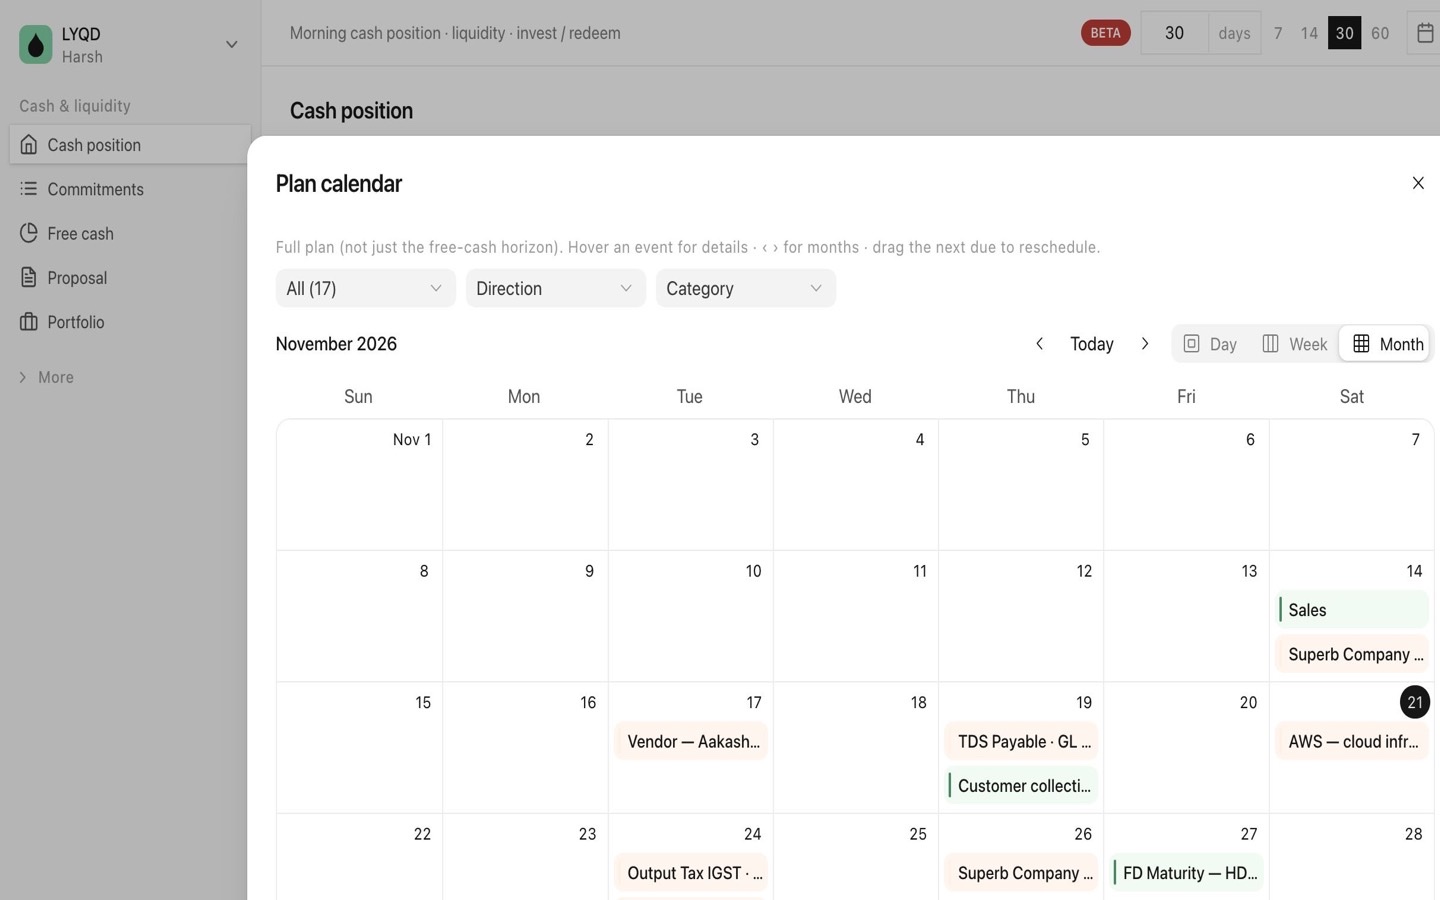 LYQD
Harsh
Morning cash position · liquidity · invest / redeem
BETA
30 days 7 14 30 60
Cash & liquidity
Cash position
Commitments
Free cash
Proposal
Portfolio
More
Cash position
Plan calendar
Full plan (not just the free-cash horizon). Hover an event for details · ‹ › for months · drag the next due to reschedule.
All (17) Direction Category
November 2026
Today
Day Week Month
Sun Mon Tue Wed Thu Fri Sat
Nov 1 2 3 4 5 6 7
8 9 10 11 12 13 14
Sales
Superb Company ...
15 16 17 18 19 20 21
Vendor — Aakash... TDS Payable · GL ... AWS — cloud infr...
Customer collecti...
22 23 24 25 26 27 28
Output Tax IGST · ... Superb Company ... FD Maturity — HD...